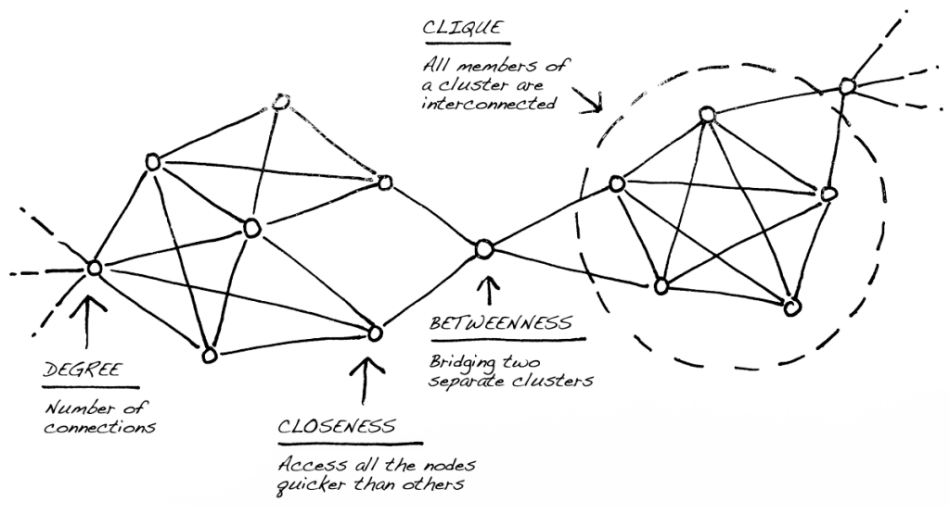 CLIQUE
All members of
a cluster are
interconnected
DEGREE
Number of
connections
CLOSENESS
Access all the nodes
quicker than others
BETWEENNESS
Bridging two
separate clusters